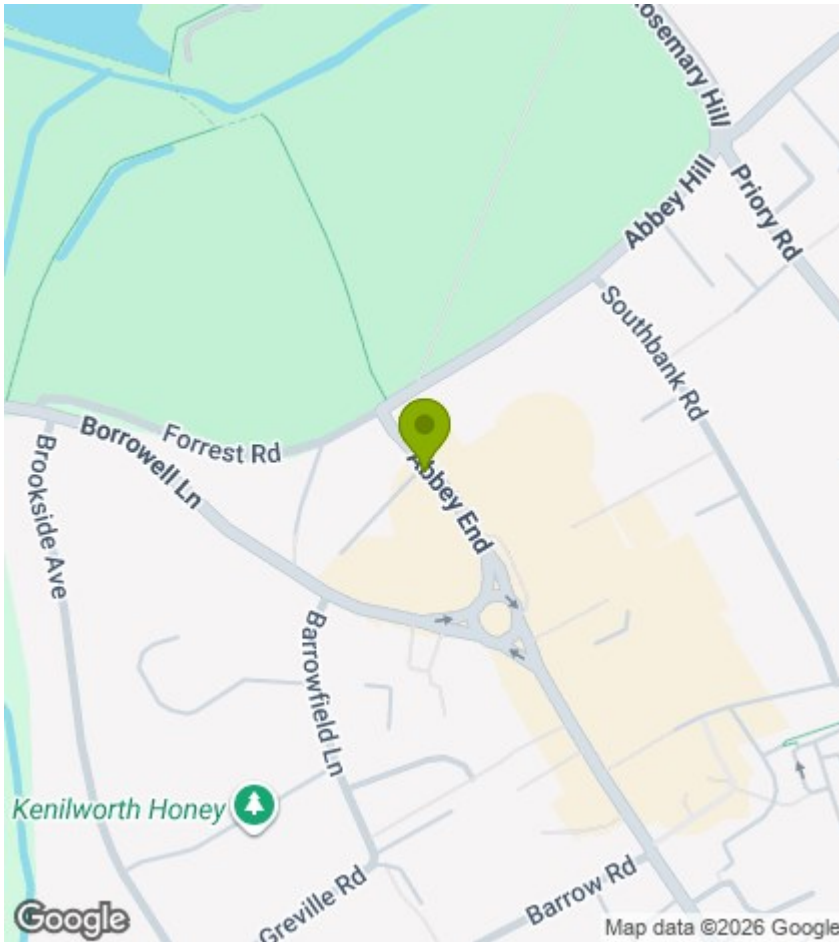 Rosemary Hill
Abbey Hill
Priory Rd
Southbank Rd
Forrest Rd
Borrowell Ln
Brookside Ave
Abbey End
Barrowfield Ln
Kenilworth Honey
Greville Rd
Barrow Rd
Google
Map data ©2026 Google